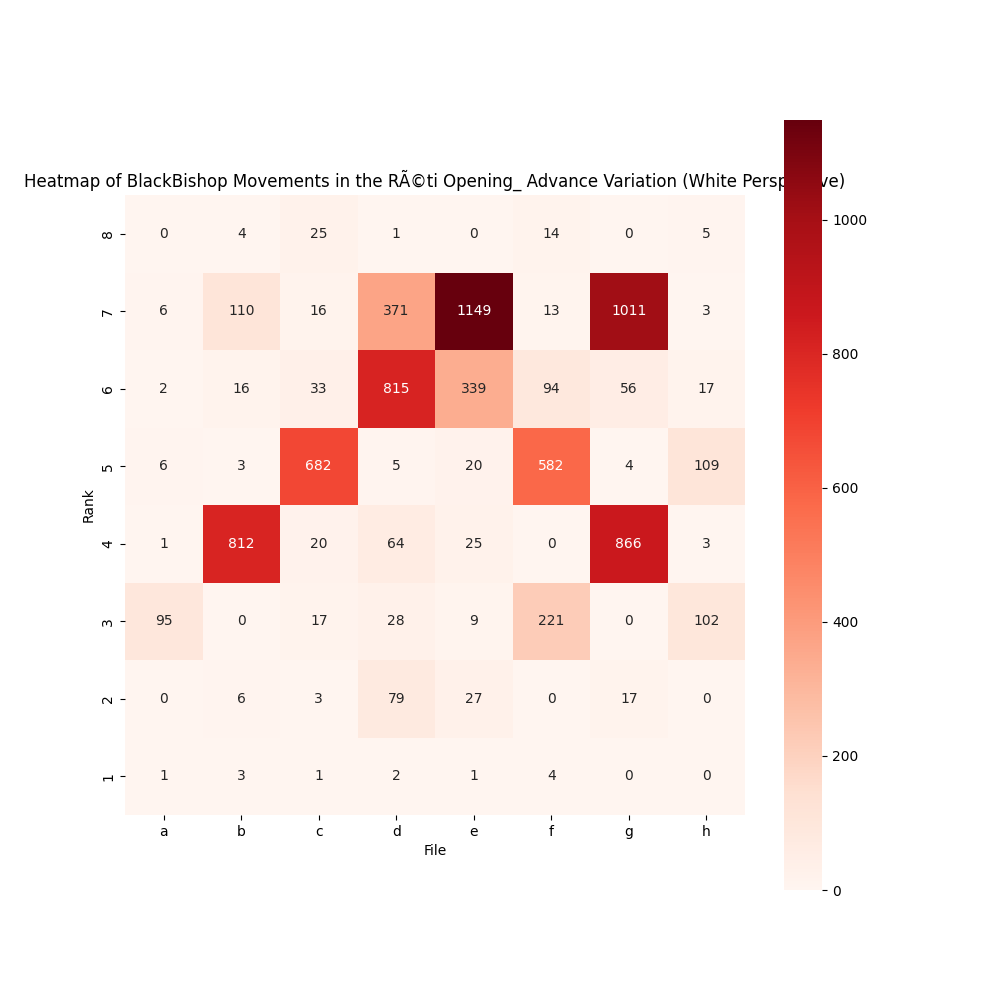 Heatmap of BlackBishop Movements in the RÃ©ti Opening_ Advance Variation (White Perspective)
8 0 4 25 1 0 14 0 5
7 6 110 16 371 1149 13 1011 3
6 2 16 33 815 339 94 56 17
5 6 3 682 5 20 582 4 109
4 1 812 20 64 25 0 866 3
3 95 0 17 28 9 221 0 102
2 0 6 3 79 27 0 17 0
1 1 3 1 2 1 4 0 0
a b c d e f g h
File
Rank
1000
800
600
400
200
0